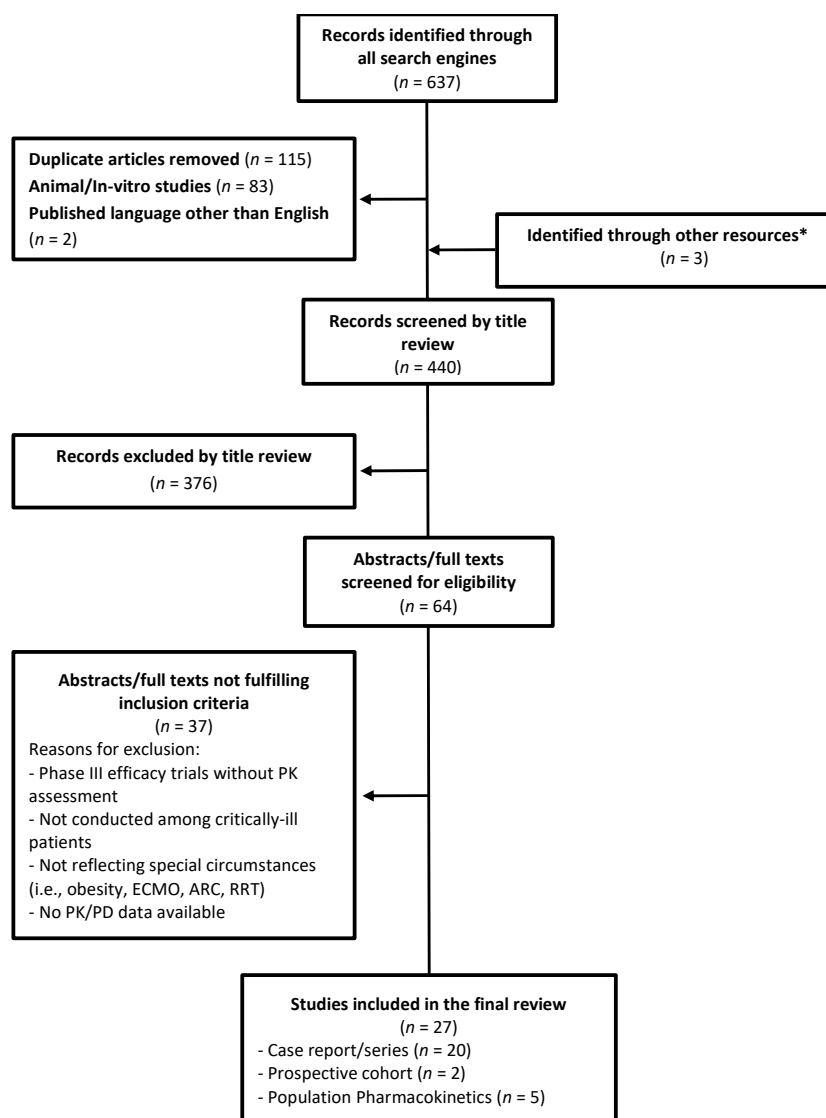 Records identified through
all search engines
(n = 637)
Duplicate articles removed (n = 115)
Animal/In-vitro studies (n = 83)
Published language other than English
(n = 2)
Identified through other resources*
(n = 3)
Records screened by title
review
(n = 440)
Records excluded by title review
(n = 376)
Abstracts/full texts
screened for eligibility
(n = 64)
Abstracts/full texts not fulfilling
inclusion criteria
(n = 37)
Reasons for exclusion:
- Phase III efficacy trials without PK
assessment
- Not conducted among critically-ill
patients
- Not reflecting special circumstances
(i.e., obesity, ECMO, ARC, RRT)
- No PK/PD data available
Studies included in the final review
(n = 27)
- Case report/series (n = 20)
- Prospective cohort (n = 2)
- Population Pharmacokinetics (n = 5)